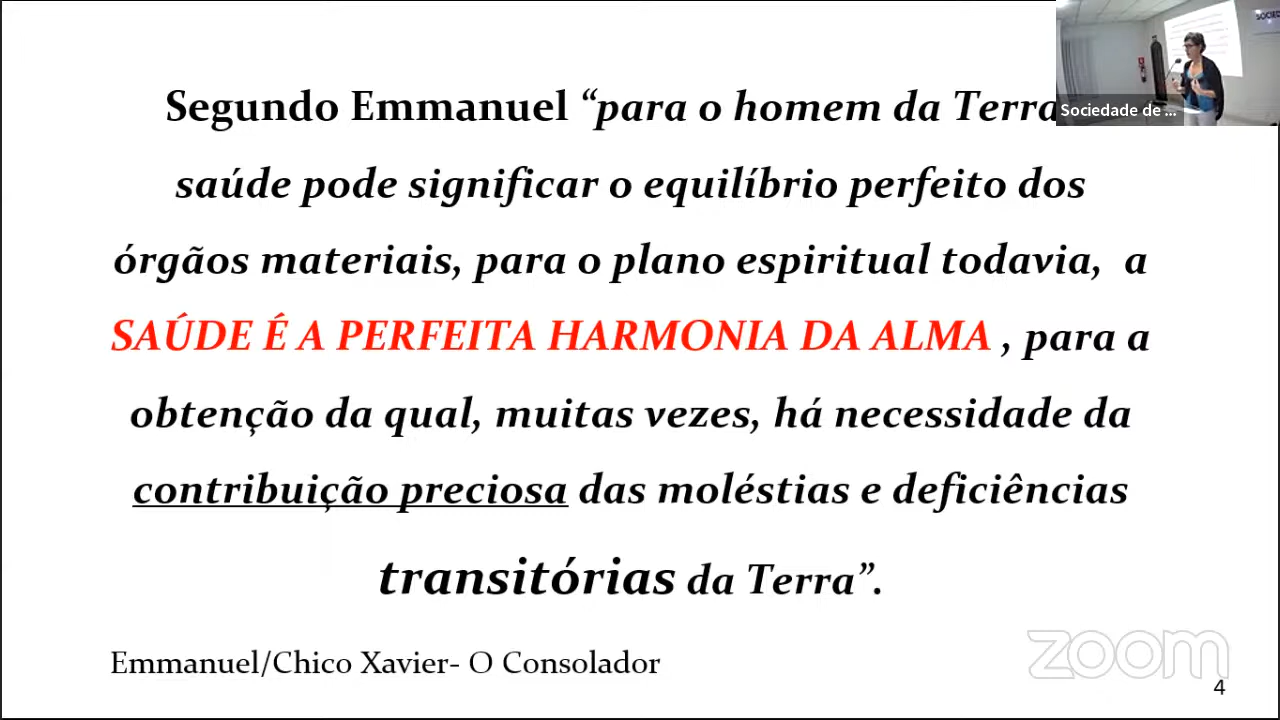 Segundo Emmanuel “para o homem da Terra
saúde pode significar o equilíbrio perfeito dos
órgãos materiais, para o plano espiritual todavia, a
SAÚDE É A PERFEITA HARMONIA DA ALMA , para a
obtenção da qual, muitas vezes, há necessidade da
contribuição preciosa das moléstias e deficiências
transitórias da Terra”.
Emmanuel/Chico Xavier- O Consolador
Sociedade de ...
zoom
4